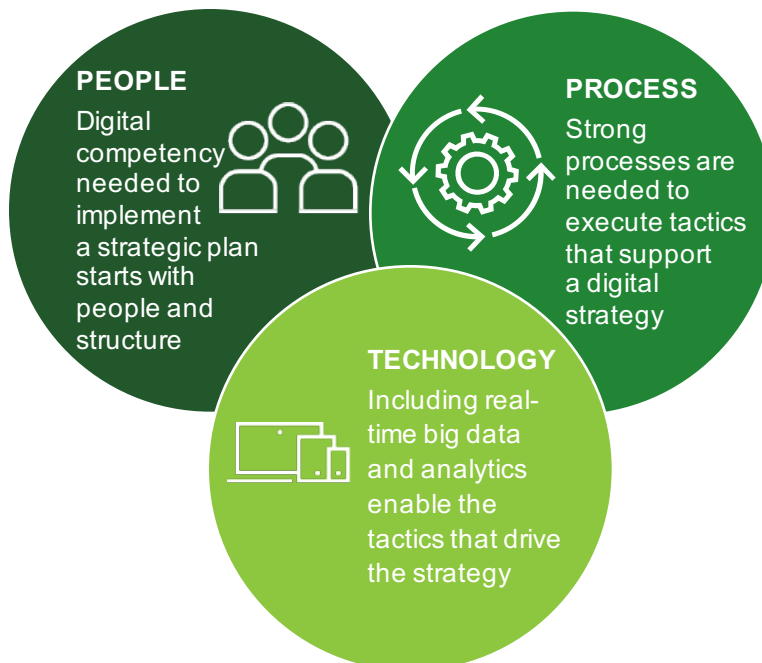 PEOPLE
Digital
competency
needed to
implement
a strategic plan
starts with
people and
structure
PROCESS
Strong
processes are
needed to
execute tactics
that support
a digital
strategy
TECHNOLOGY
Including real-
time big data
and analytics
enable the
tactics that drive
the strategy